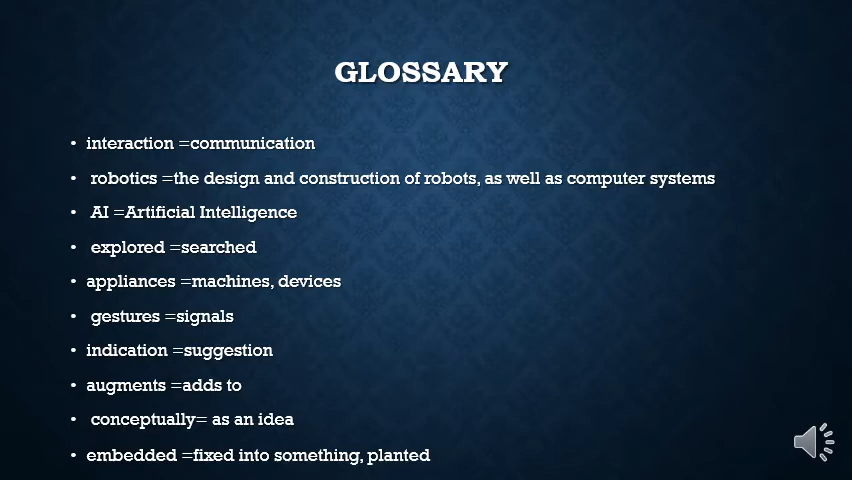 GLOSSARY
• interaction =communication
• robotics =the design and construction of robots, as well as computer systems
• AI =Artificial Intelligence
• explored =searched
• appliances =machines, devices
• gestures =signals
• indication =suggestion
• augments =adds to
• conceptually= as an idea
• embedded =fixed into something, planted